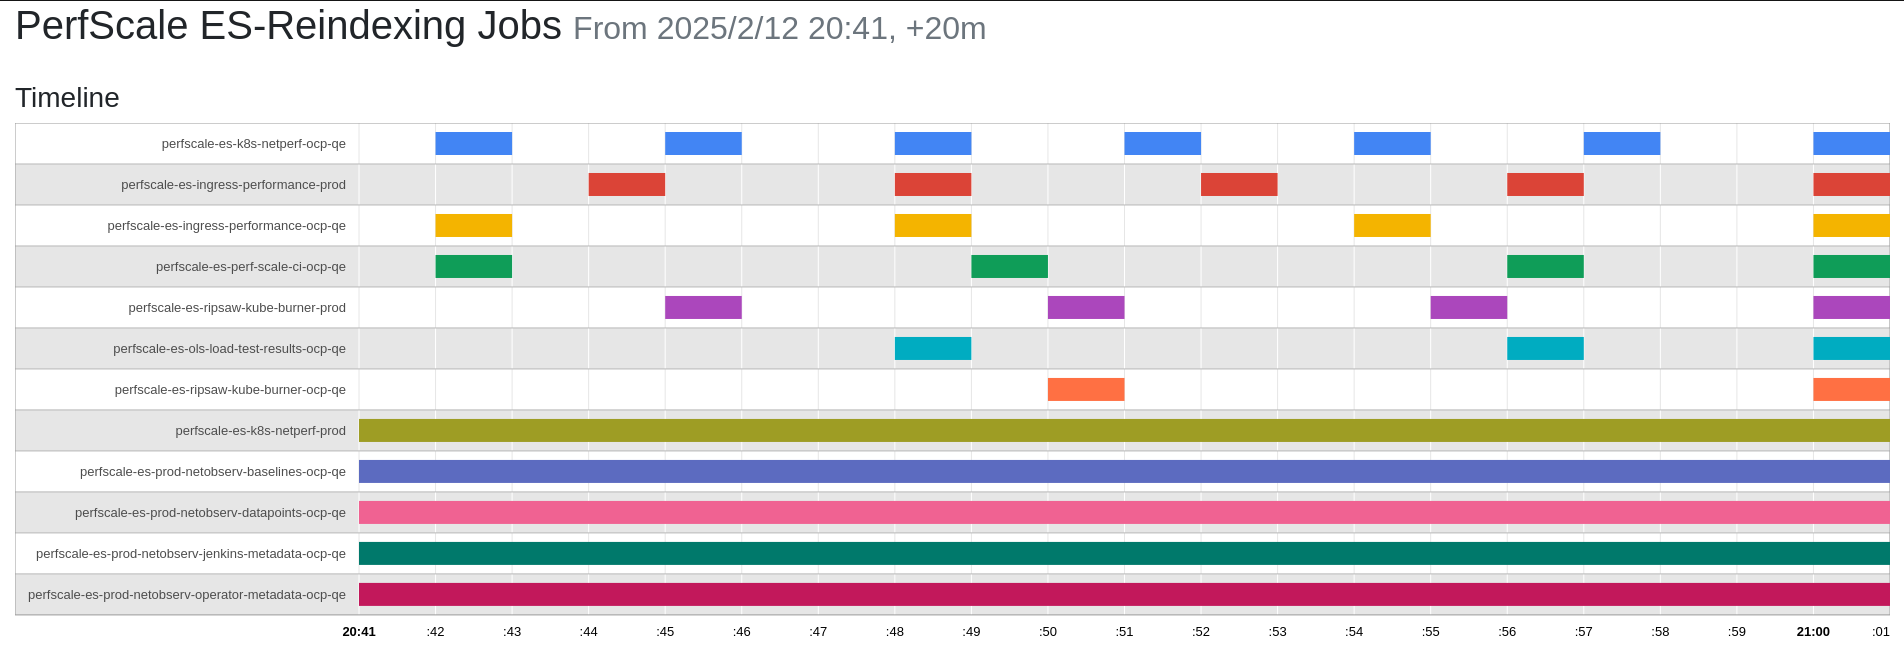 PerfScale ES-Reindexing Jobs From 2025/2/12 20:41, +20m
Timeline
perfscale-es-k8s-netperf-ocp-qe
perfscale-es-ingress-performance-prod
perfscale-es-ingress-performance-ocp-qe
perfscale-es-perf-scale-ci-ocp-qe
perfscale-es-ripsaw-kube-burner-prod
perfscale-es-ols-load-test-results-ocp-qe
perfscale-es-ripsaw-kube-burner-ocp-qe
perfscale-es-k8s-netperf-prod
perfscale-es-prod-netobserv-baselines-ocp-qe
perfscale-es-prod-netobserv-datapoints-ocp-qe
perfscale-es-prod-netobserv-jenkins-metadata-ocp-qe
perfscale-es-prod-netobserv-operator-metadata-ocp-qe
20:41 :42 :43 :44 :45 :46 :47 :48 :49 :50 :51 :52 :53 :54 :55 :56 :57 :58 :59 21:00 :01